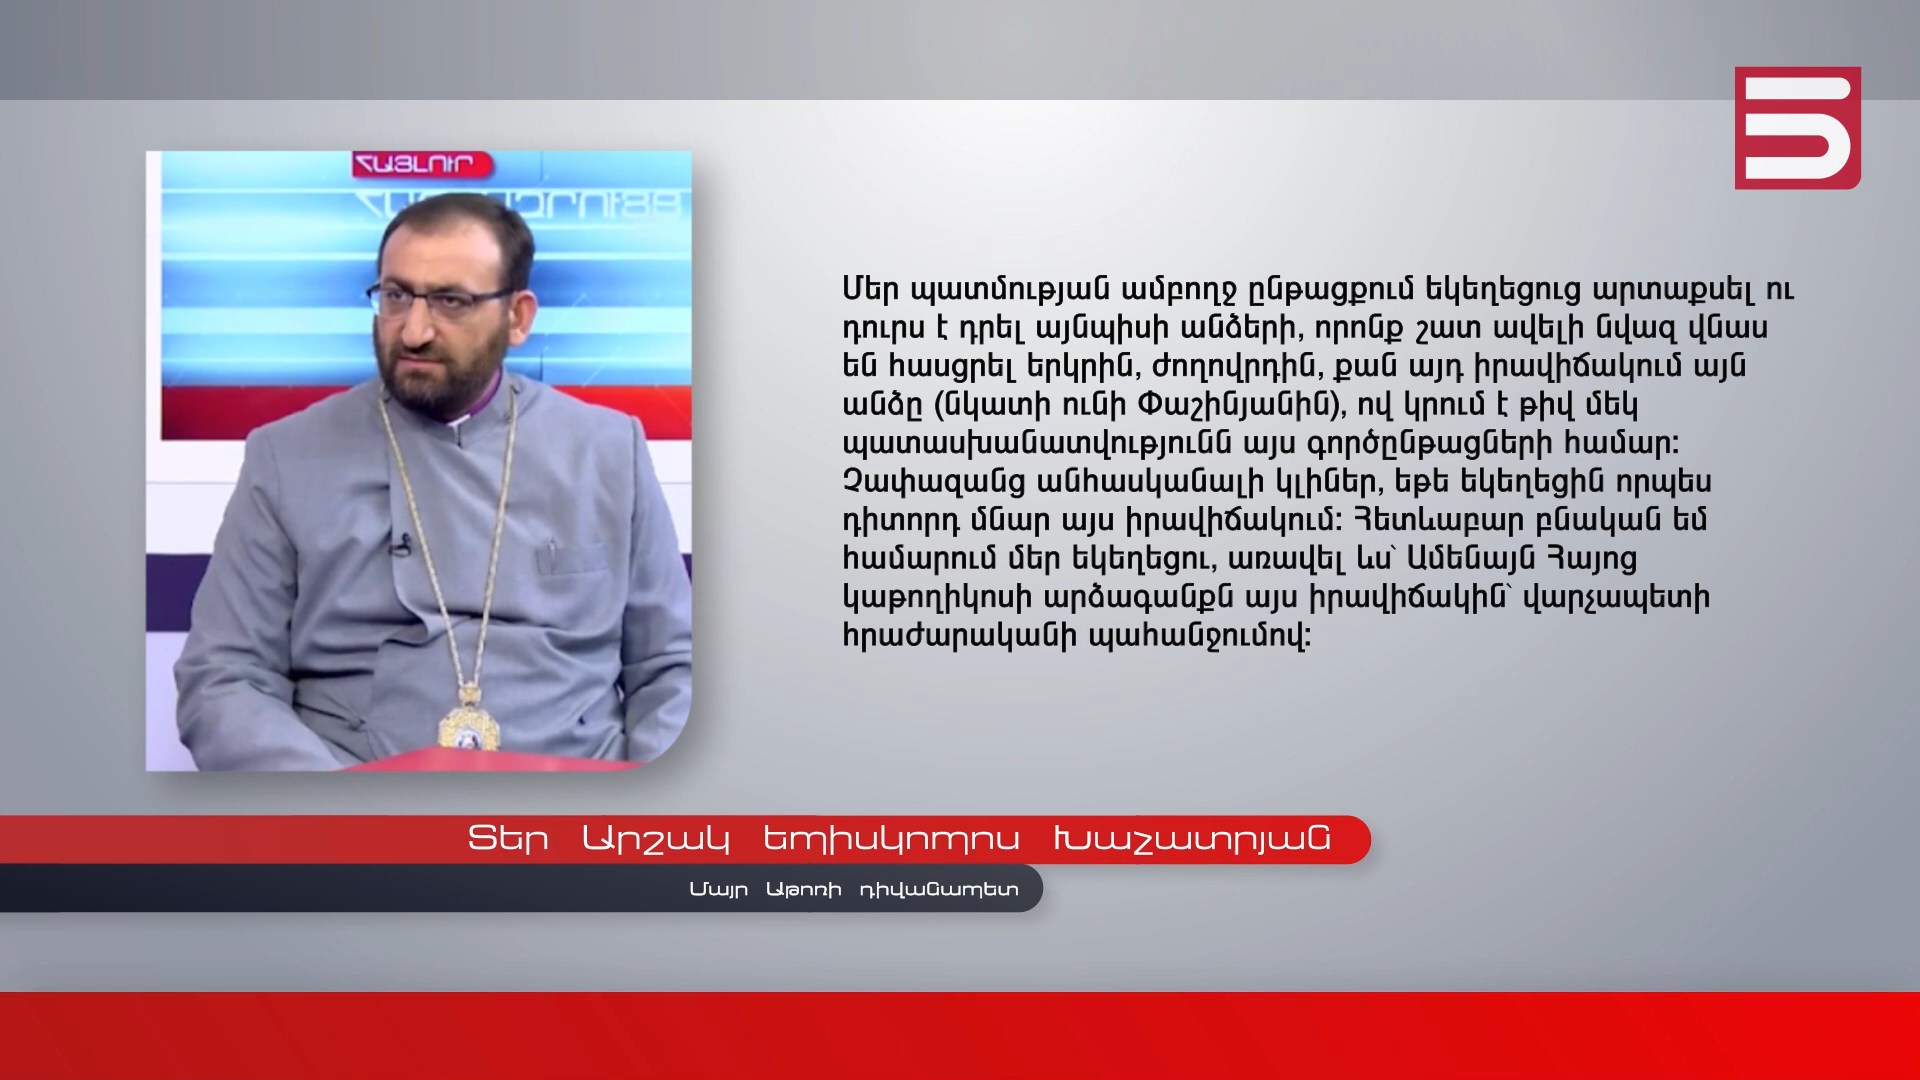 ՀԱՅԼՈՒՐ
Մեր պատմության ամբողջ ընթացքում եկեղեցուց արտաքսել ու
դուրս է դրել այնպիսի անձերի, որոնք շատ ավելի նվազ վնաս
են հասցրել երկրին, ժողովրդին, քան այդ իրավիճակում այն
անձը (նկատի ունի Փաշինյանին), ով կրում է թիվ մեկ
պատասխանատվությունն այս գործընթացների համար:
Չափազանց անհասկանալի կլիներ, եթե եկեղեցին որպես
դիտորդ մնար այս իրավիճակում: Հետևաբար բնական եմ
համարում մեր եկեղեցու, առավել ևս՝ Ամենայն Հայոց
կաթողիկոսի արձագանքն այս իրավիճակին՝ վարչապետի
հրաժարականի պահանջումով:
Տեր Արշակ եպիսկոպոս Խաչատրյան
Մայր Աթոռի դիվանապետ